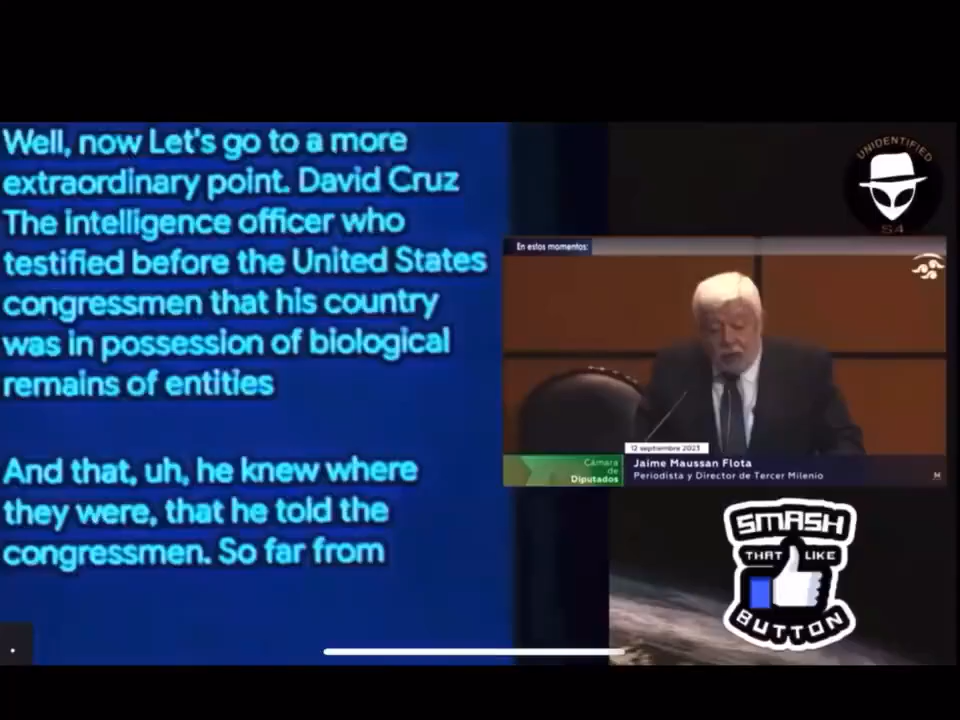 Well, now Let's go to a more
extraordinary point. David Cruz
The intelligence officer who
testified before the United States
congressmen that his country
was in possession of biological
remains of entities
And that, uh, he knew where
they were, that he told the
congressmen. So far from
UNIDENTIFIED
S4
En estos momentos:
12 septiembre 2023
Cámara
de
Diputados
Jaime Maussan Flota
Periodista y Director de Tercer Milenio
SMASH
THAT LIKE
BUTTON